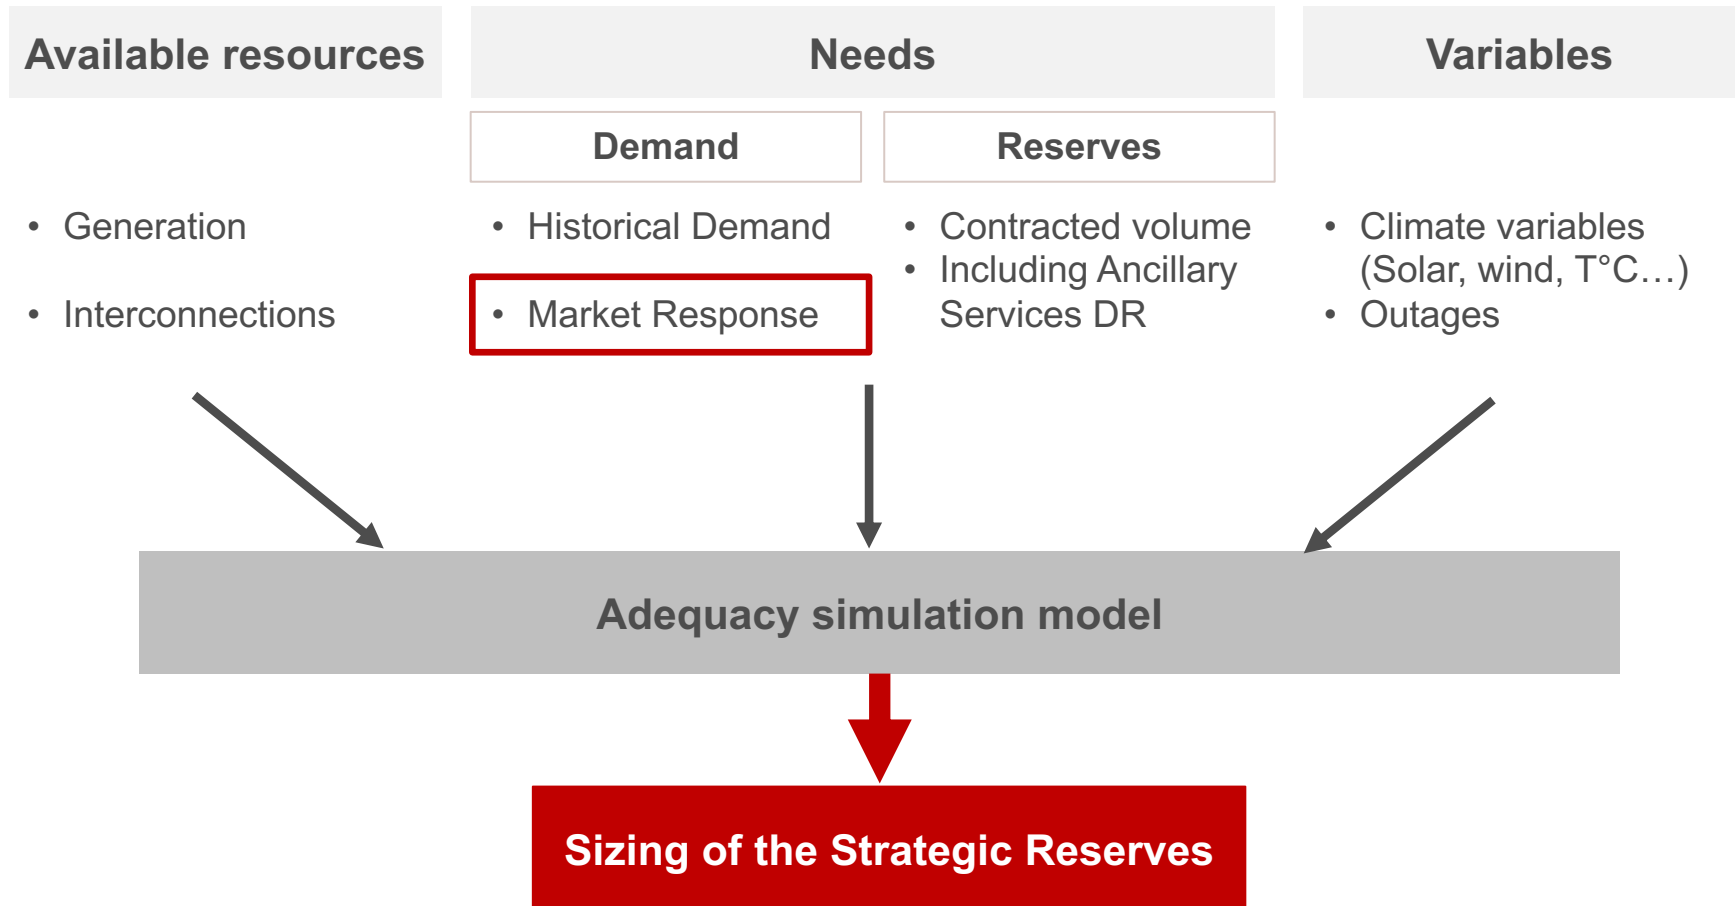 Available resources
Needs
Variables
Demand
Reserves
• Generation
• Interconnections
• Historical Demand
• Market Response
• Contracted volume
• Including Ancillary
Services DR
• Climate variables
(Solar, wind, T°C…)
• Outages
Adequacy simulation model
Sizing of the Strategic Reserves